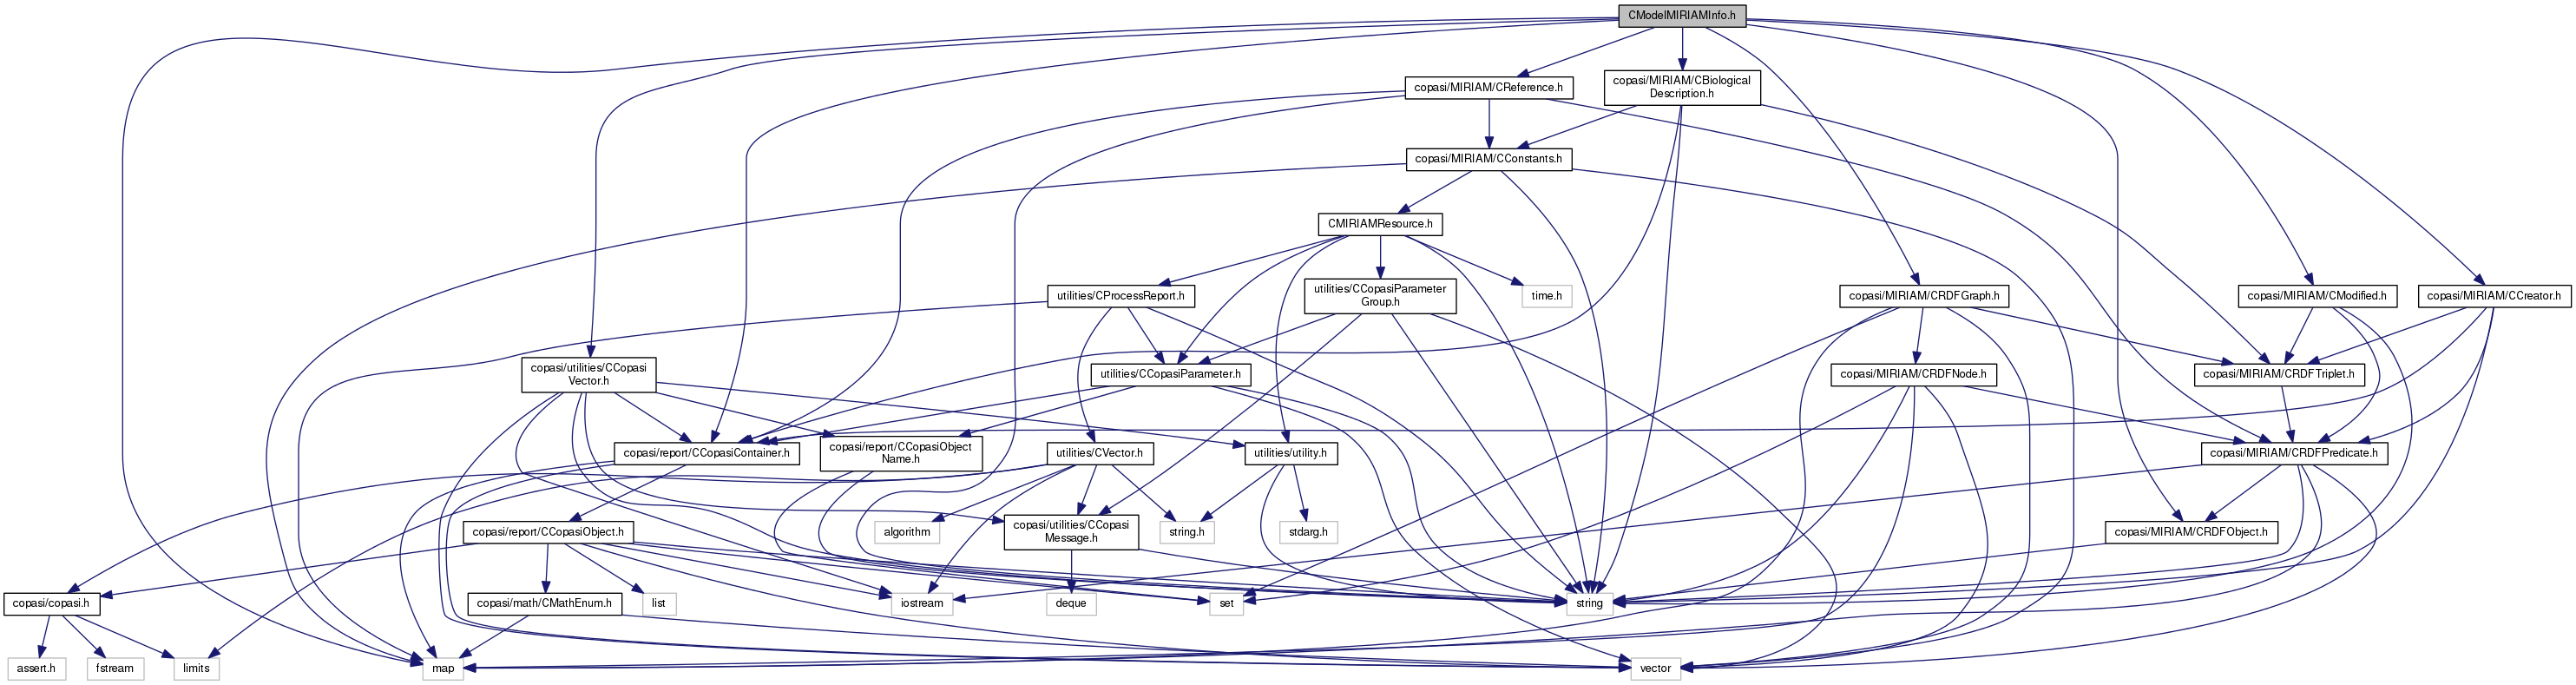 CModelMIRIAMInfo.h
copasi/MIRIAM/CReference.h
copasi/MIRIAM/CBiological
Description.h
copasi/MIRIAM/CConstants.h
CMIRIAMResource.h
utilities/CProcessReport.h
utilities/CCopasiParameter
Group.h
time.h
copasi/MIRIAM/CRDFGraph.h
copasi/MIRIAM/CModified.h
copasi/MIRIAM/CCreator.h
copasi/utilities/CCopasi
Vector.h
utilities/CCopasiParameter.h
copasi/MIRIAM/CRDFNode.h
copasi/MIRIAM/CRDFTriplet.h
copasi/report/CCopasiContainer.h
copasi/report/CCopasiObject
Name.h
utilities/CVector.h
utilities/utility.h
copasi/MIRIAM/CRDFPredicate.h
copasi/report/CCopasiObject.h
algorithm
copasi/utilities/CCopasi
Message.h
string.h
stdarg.h
copasi/MIRIAM/CRDFObject.h
copasi/copasi.h
copasi/math/CMathEnum.h
list
iostream
deque
set
string
assert.h
fstream
limits
map
vector